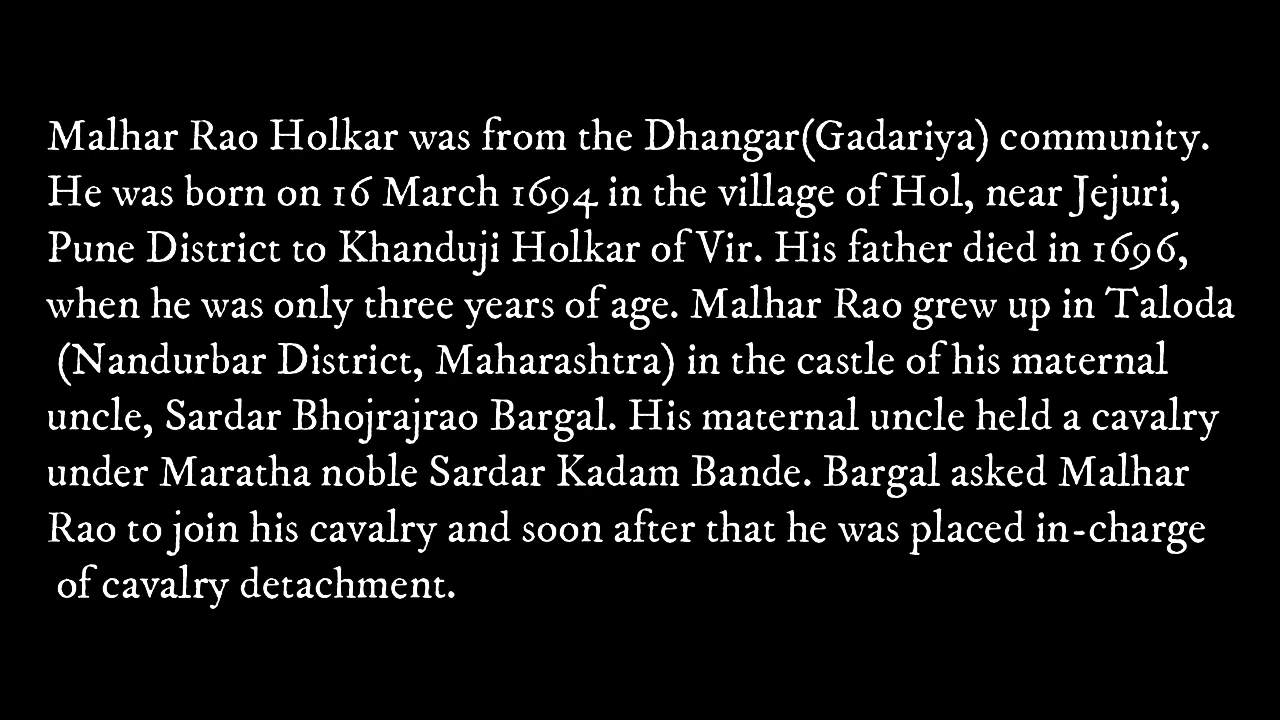 Malhar Rao Holkar was from the Dhangar(Gadariya) community.
He was born on 16 March 1694 in the village of Hol, near Jejuri,
Pune District to Khanduji Holkar of Vir. His father died in 1696,
when he was only three years of age. Malhar Rao grew up in Taloda
(Nandurbar District, Maharashtra) in the castle of his maternal
uncle, Sardar Bhojrajrao Bargal. His maternal uncle held a cavalry
under Maratha noble Sardar Kadam Bande. Bargal asked Malhar
Rao to join his cavalry and soon after that he was placed in-charge
of cavalry detachment.